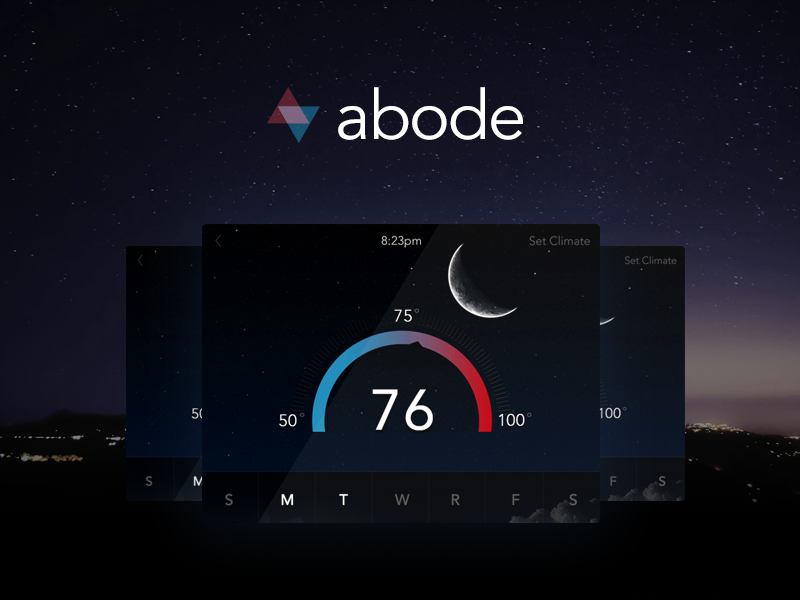 abode
8:23pm
Set Climate
Set Climate
75°
76
50°
100°
50
100°
S M T W R F S
S M
F S